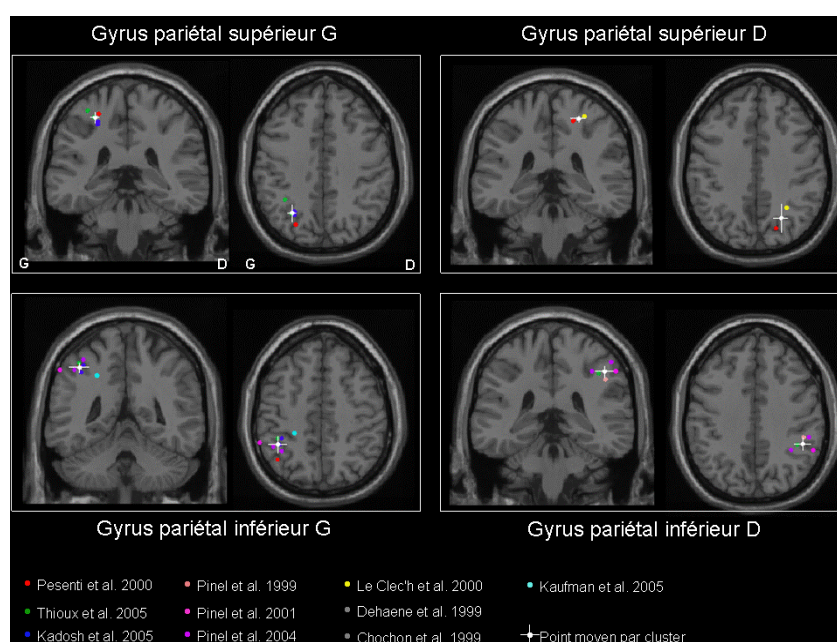 Gyrus pariétal supérieur G
Gyrus pariétal supérieur D
G D G D
Gyrus pariétal inférieur G
Gyrus pariétal inférieur D
Pesenti et al. 2000 Pinel et al. 1999 Le Clec'h et al. 2000 Kaufman et al. 2005
Thioux et al. 2005 Pinel et al. 2001 Dehaene et al. 1999
Kadosh et al. 2005 Pinel et al. 2004 Chochon et al. 1999 Point moyen par cluster